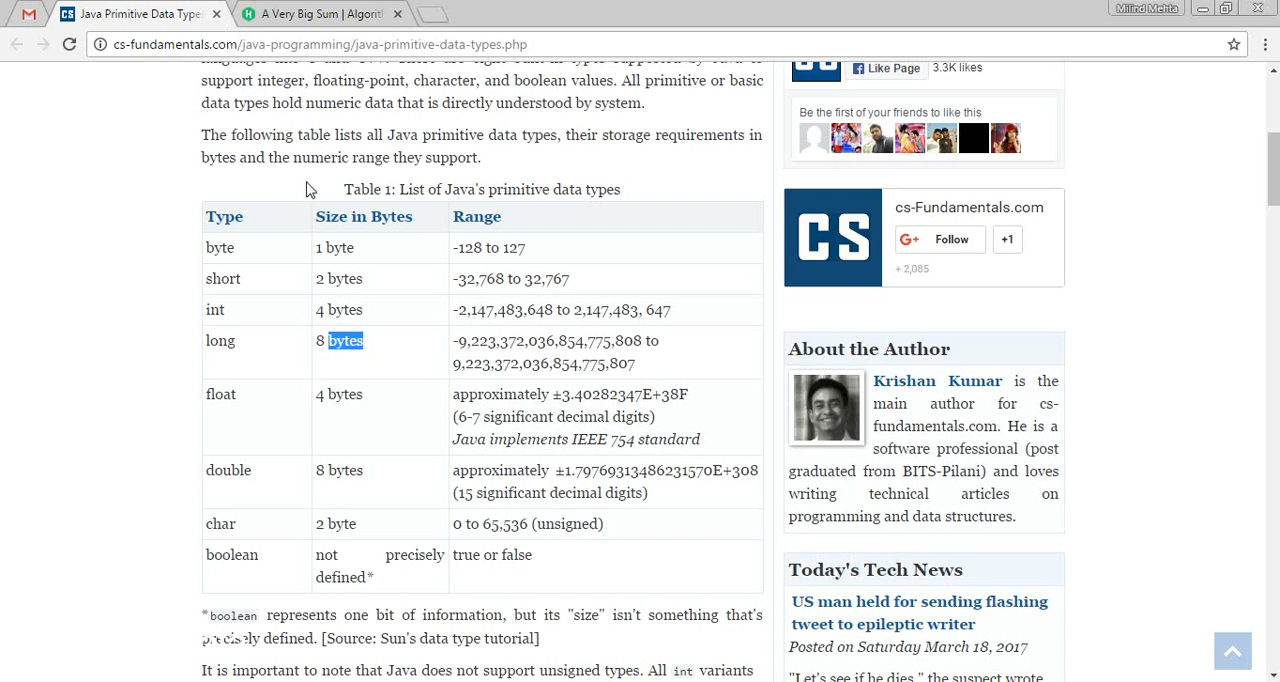 Java Primitive Data Type
A Very Big Sum | Algorith
Milind Mehta
cs-fundamentals.com/java-programming/java-primitive-data-types.php
support integer, floating-point, character, and boolean values. All primitive or basic
data types hold numeric data that is directly understood by system.
The following table lists all Java primitive data types, their storage requirements in
bytes and the numeric range they support.
Table 1: List of Java's primitive data types
Type Size in Bytes Range
byte 1 byte -128 to 127
short 2 bytes -32,768 to 32,767
int 4 bytes -2,147,483,648 to 2,147,483, 647
long 8 bytes -9,223,372,036,854,775,808 to
9,223,372,036,854,775,807
float 4 bytes approximately ±3.40282347E+38F
(6-7 significant decimal digits)
Java implements IEEE 754 standard
double 8 bytes approximately ±1.79769313486231570E+308
(15 significant decimal digits)
char 2 byte 0 to 65,536 (unsigned)
boolean not precisely true or false
defined*
*boolean represents one bit of information, but its "size" isn't something that's
precisely defined. [Source: Sun's data type tutorial]
It is important to note that Java does not support unsigned types. All int variants
Like Page 3.3K likes
Be the first of your friends to like this
CS
cs-Fundamentals.com
G+ Follow +1
+ 2,085
About the Author
Krishan Kumar is the
main author for cs-
fundamentals.com. He is a
software professional (post
graduated from BITS-Pilani) and loves
writing technical articles on
programming and data structures.
Today's Tech News
US man held for sending flashing
tweet to epileptic writer
Posted on Saturday March 18, 2017
"Let's see if he dies," the suspect wrote